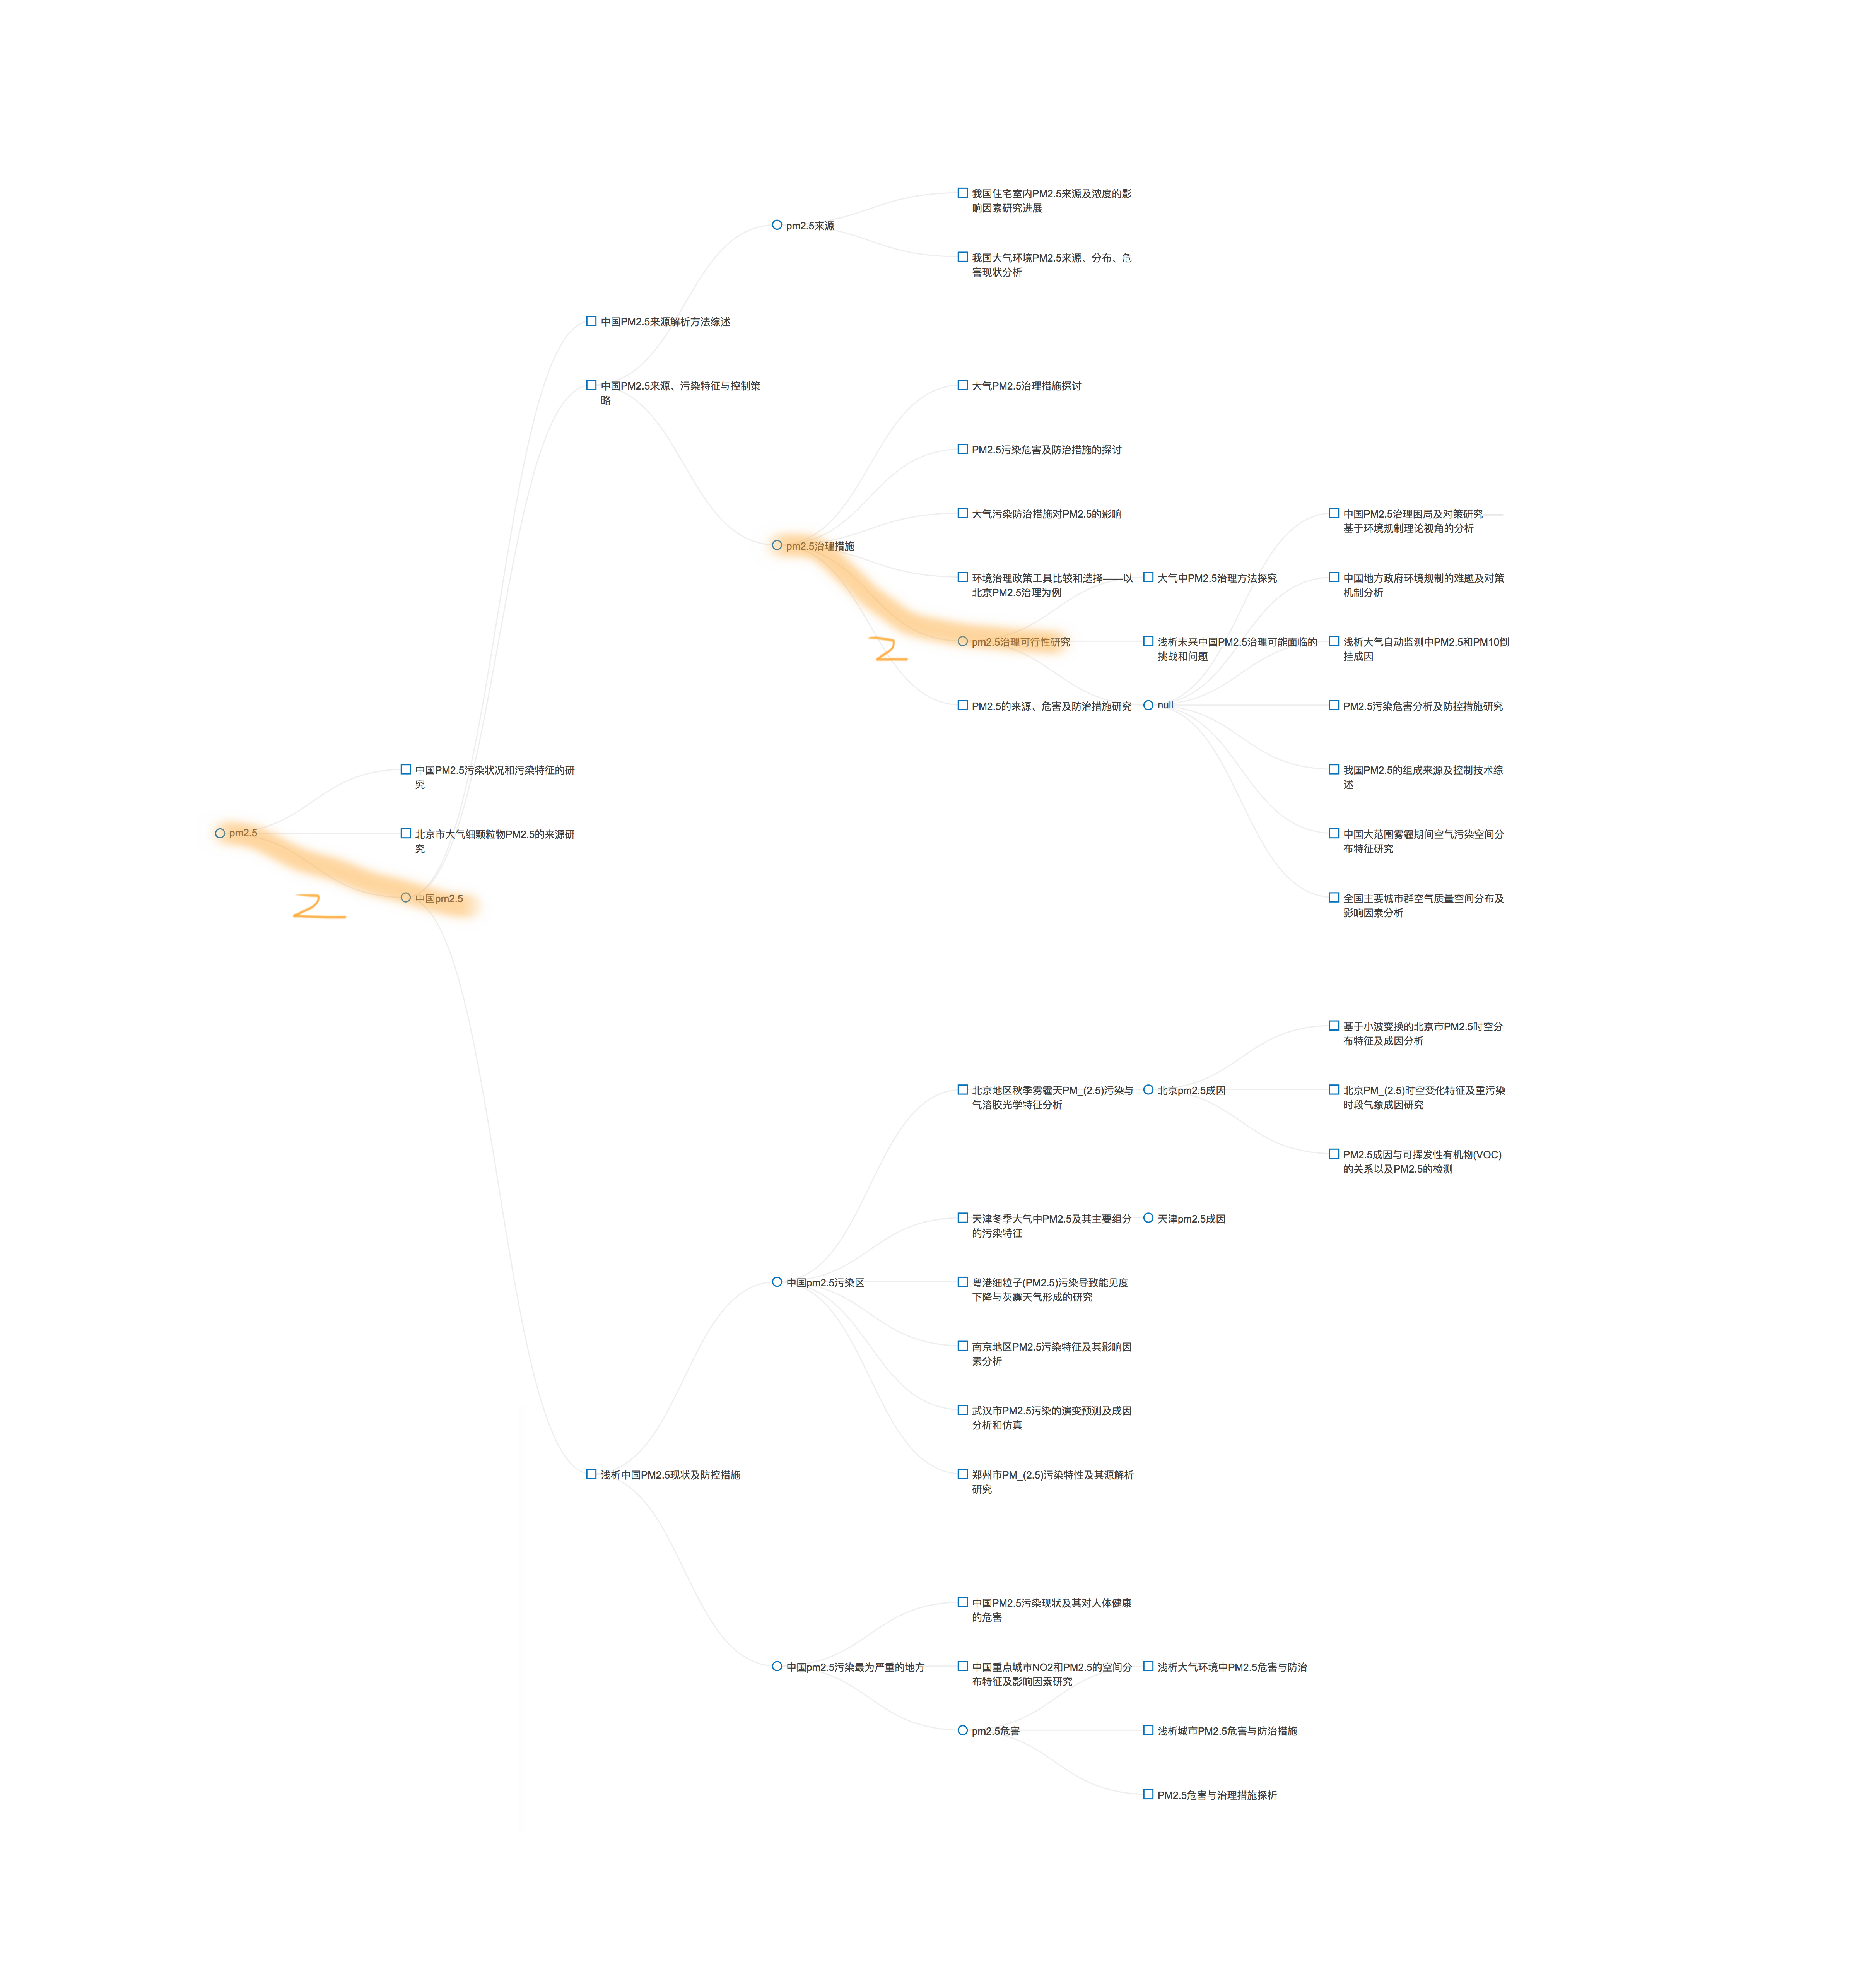 我国住宅室内PM2.5来源及浓度的影
响因素研究进展
pm2.5来源
我国大气环境PM2.5来源、分布、危
害现状分析
中国PM2.5来源解析方法综述
中国PM2.5来源、污染特征与控制策
略
大气PM2.5治理措施探讨
PM2.5污染危害及防治措施的探讨
大气污染防治措施对PM2.5的影响
中国PM2.5治理困局及对策研究——
基于环境规制理论视角的分析
pm2.5治理措施
环境治理政策工具比较和选择——以
北京PM2.5治理为例
大气中PM2.5治理方法探究
中国地方政府环境规制的难题及对策
机制分析
pm2.5治理可行性研究
2
浅析未来中国PM2.5治理可能面临的
挑战和问题
浅析大气自动监测中PM2.5和PM10倒
挂成因
PM2.5的来源、危害及防治措施研究
null
PM2.5污染危害分析及防控措施研究
中国PM2.5污染状况和污染特征的研
究
我国PM2.5的组成来源及控制技术综
述
pm2.5
北京市大气细颗粒物PM2.5的来源研
究
中国大范围雾霾期间空气污染空间分
布特征研究
2
中国pm2.5
全国主要城市群空气质量空间分布及
影响因素分析
基于小波变换的北京市PM2.5时空分
布特征及成因分析
北京地区秋季雾霾天PM_(2.5)污染与
气溶胶光学特征分析
北京pm2.5成因
北京PM_(2.5)时空变化特征及重污染
时段气象成因研究
PM2.5成因与可挥发性有机物(VOC)
的关系以及PM2.5的检测
天津冬季大气中PM2.5及其主要组分
的污染特征
天津pm2.5成因
中国pm2.5污染区
粤港细粒子(PM2.5)污染导致能见度
下降与灰霾天气形成的研究
南京地区PM2.5污染特征及其影响因
素分析
武汉市PM2.5污染的演变预测及成因
分析和仿真
浅析中国PM2.5现状及防控措施
郑州市PM_(2.5)污染特性及其源解析
研究
中国PM2.5污染现状及其对人体健康
的危害
中国pm2.5污染最为严重的地方
中国重点城市NO2和PM2.5的空间分
布特征及影响因素研究
浅析大气环境中PM2.5危害与防治
pm2.5危害
浅析城市PM2.5危害与防治措施
PM2.5危害与治理措施探析